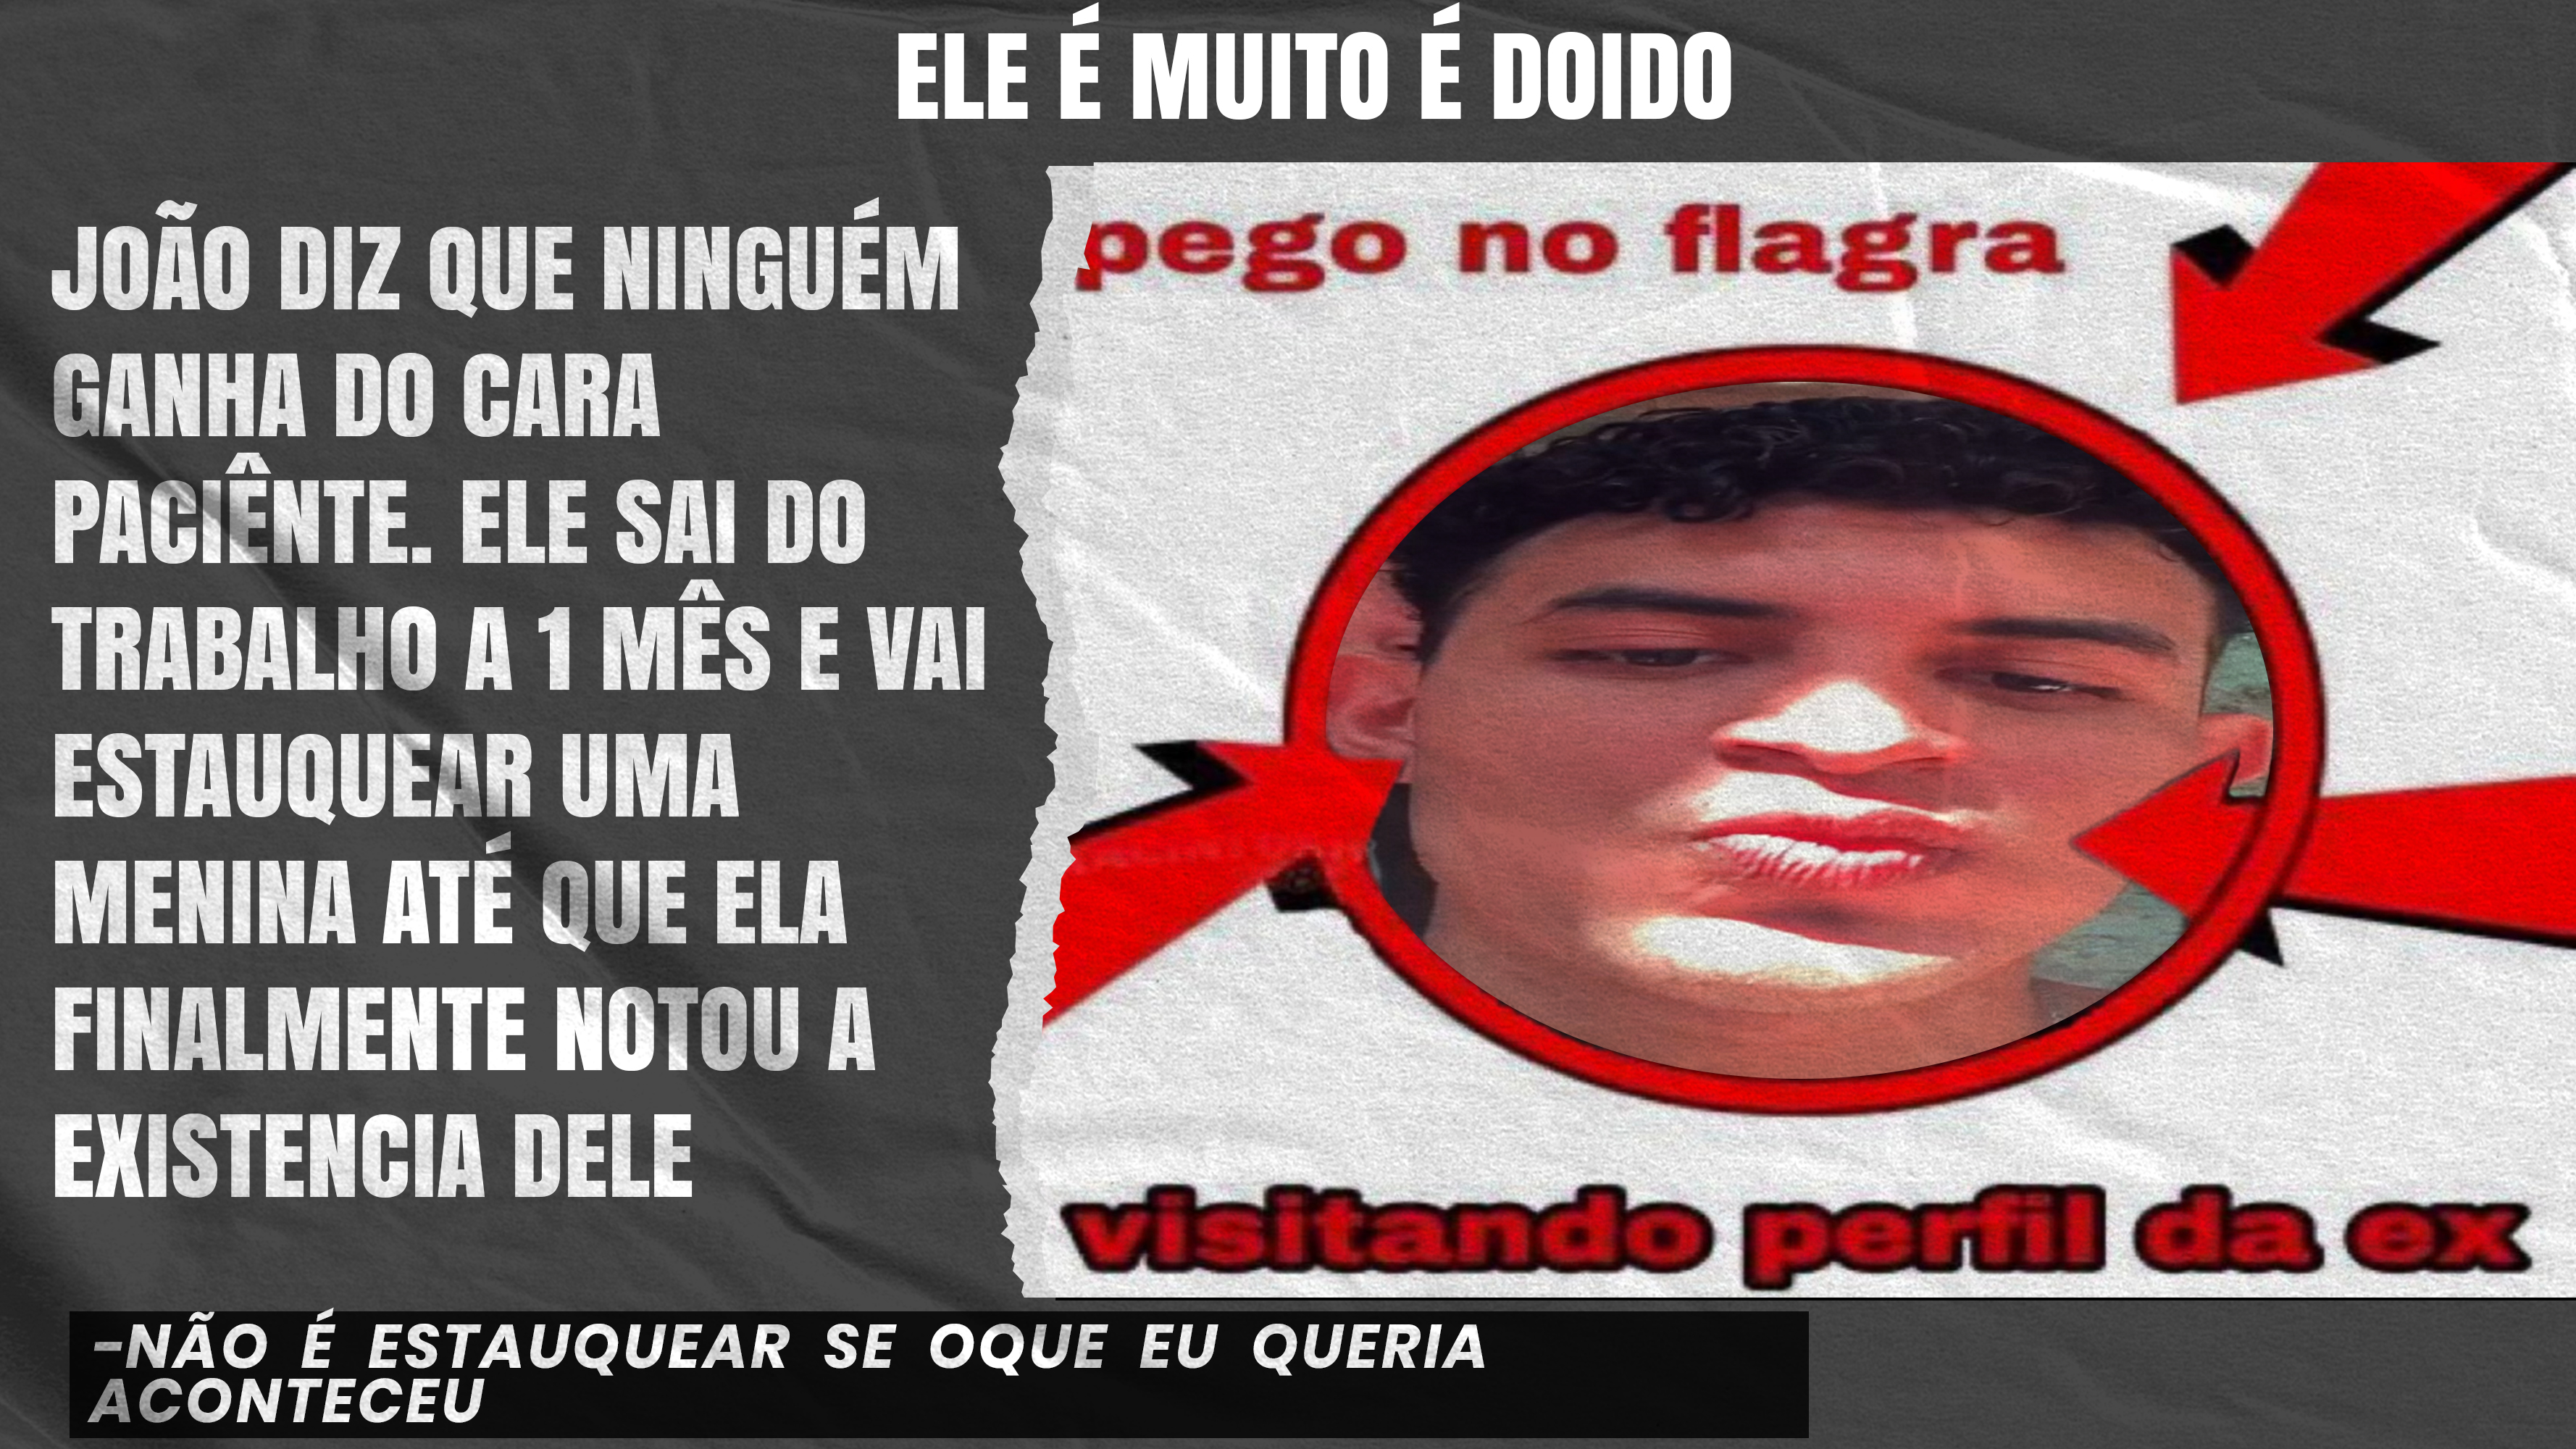 ELE É MUITO É DOIDO
JOÃO DIZ QUE NINGUÉM
GANHA DO CARA
PACIÊNTE. ELE SAI DO
TRABALHO A 1 MÊS E VAI
ESTAUQUEAR UMA
MENINA ATÉ QUE ELA
FINALMENTE NOTOU A
EXISTENCIA DELE
pego no flagra
visitando perfil da ex
-NÃO É ESTAUQUEAR SE OQUE EU QUERIA
ACONTECEU